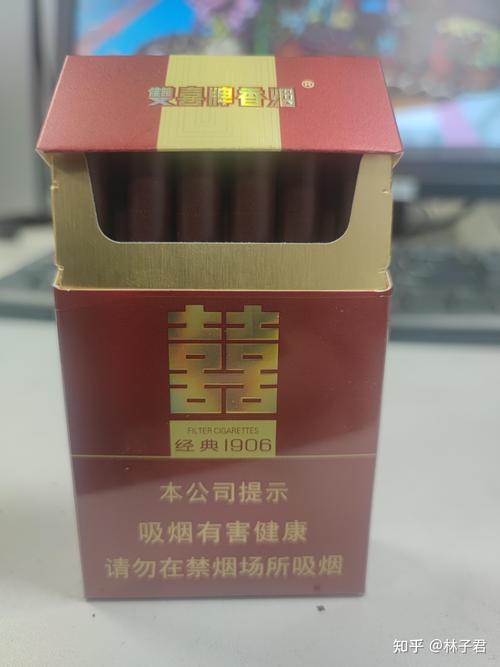 雙喜牌香烟®
囍
FILTER CIGARETTES
经典1906
本公司提示
吸烟有害健康
请勿在禁烟场所吸烟
知乎 @林子君